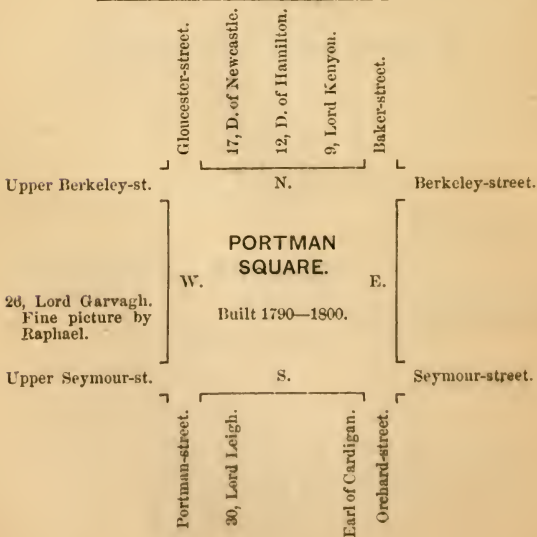 Gloucester-street.
17, D. of Newcastle.
12, D. of Hamilton.
9, Lord Kenyon.
Baker-street.
Upper Berkeley-st.
N.
Berkeley-street.
PORTMAN
SQUARE.
W.
E.
26, Lord Garvagh.
Fine picture by
Raphael.
Built 1790—1800.
Upper Seymour-st.
S.
Seymour-street.
Portman-street.
30, Lord Leigh.
Earl of Cardigan.
Orchard-street.